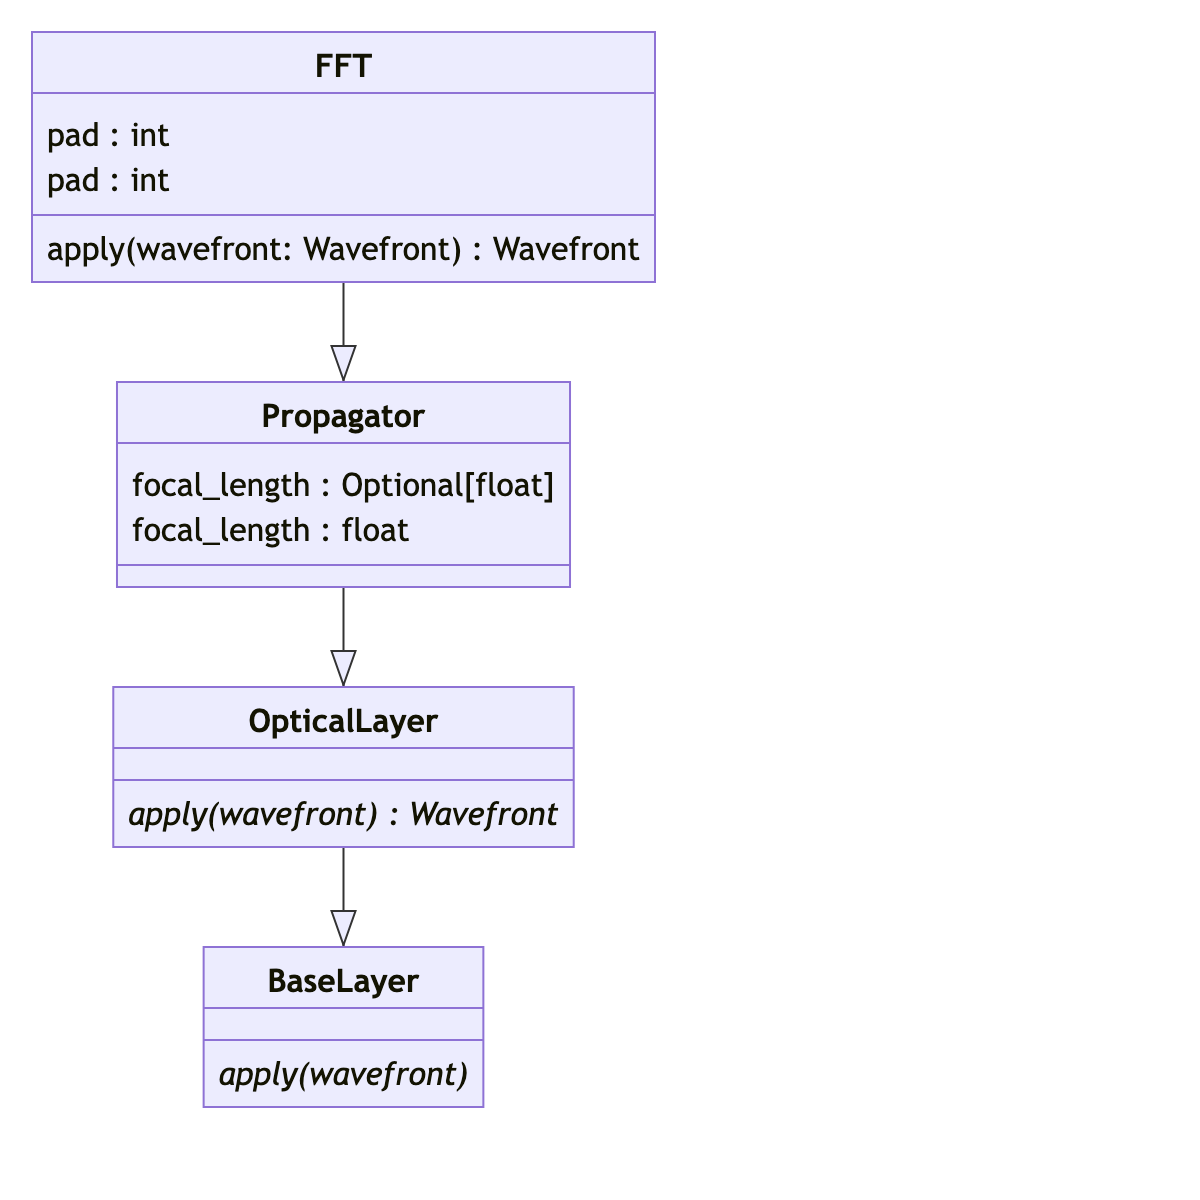 FFT
pad : int
pad : int
apply(wavefront: Wavefront) : Wavefront
Propagator
focal_length : Optional[float]
focal_length : float
OpticalLayer
apply(wavefront) : Wavefront
BaseLayer
apply(wavefront)